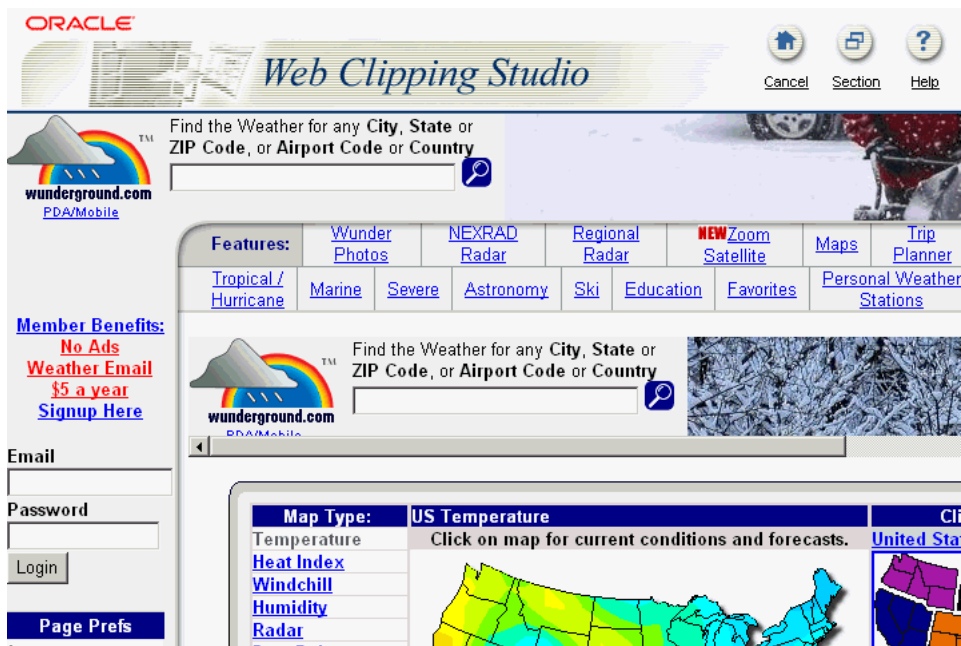 ORACLE
Web Clipping Studio
Cancel Section Help
Find the Weather for any City, State or
ZIP Code, or Airport Code or Country
TM
wunderground.com
PDA/Mobile
Features:
Wunder
Photos
NEXRAD
Radar
Regional
Radar
NEW Zoom
Satellite
Maps
Trip
Planner
Tropical /
Hurricane
Marine
Severe
Astronomy
Ski
Education
Favorites
Personal Weather
Stations
Member Benefits:
No Ads
Weather Email
$5 a year
Signup Here
Email
Password
Login
Page Prefs
Find the Weather for any City, State or
ZIP Code, or Airport Code or Country
TM
wunderground.com
PDA/Mobile
Map Type:
Temperature
Heat Index
Windchill
Humidity
Radar
US Temperature
Click on map for current conditions and forecasts.
Cli
United Sta